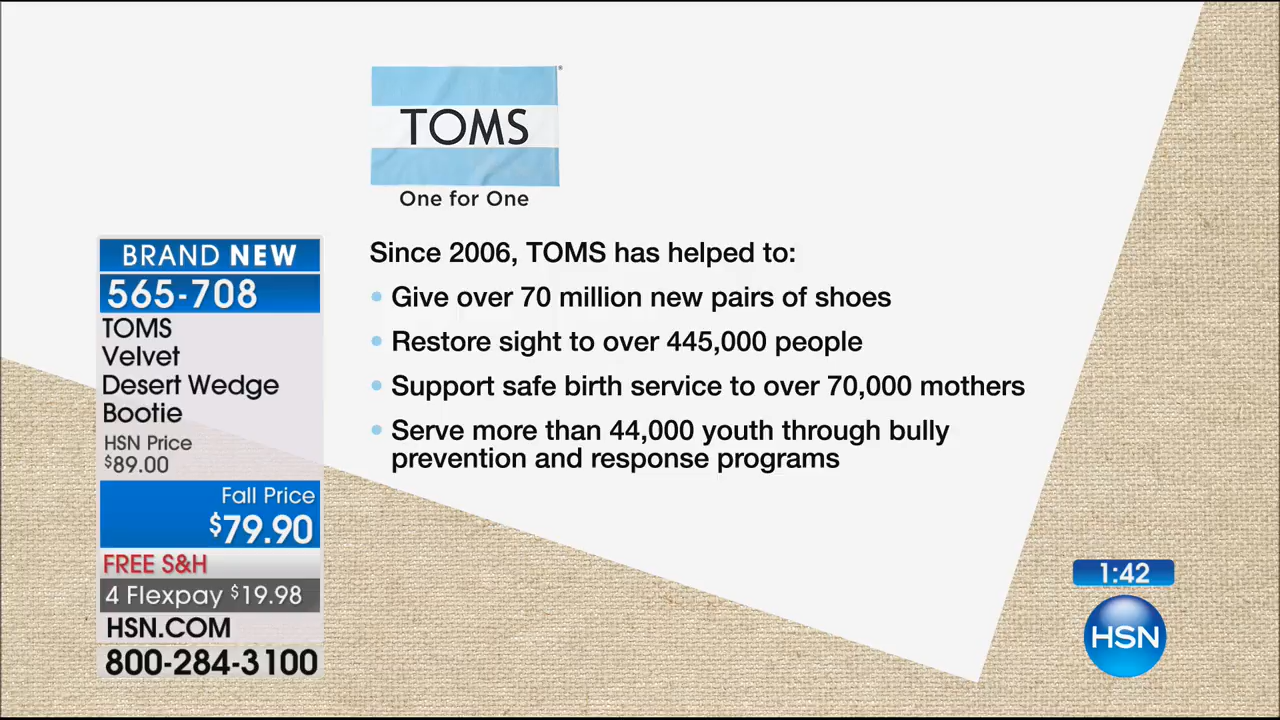 TOMS
One for One
Since 2006, TOMS has helped to:
• Give over 70 million new pairs of shoes
• Restore sight to over 445,000 people
• Support safe birth service to over 70,000 mothers
• Serve more than 44,000 youth through bully
prevention and response programs
BRAND NEW
565-708
TOMS
Velvet
Desert Wedge
Bootie
HSN Price
$89.00
Fall Price
$79.90
FREE S&H
4 Flexpay $19.98
HSN.COM
800-284-3100
1:42
HSN